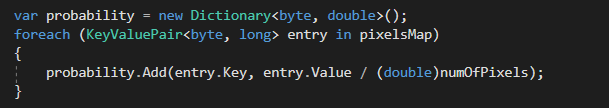 var probability = new Dictionary<byte, double>();
foreach (KeyValuePair<byte, long> entry in pixelsMap)
{
    probability.Add(entry.Key, entry.Value / (double)numOfPixels);
}